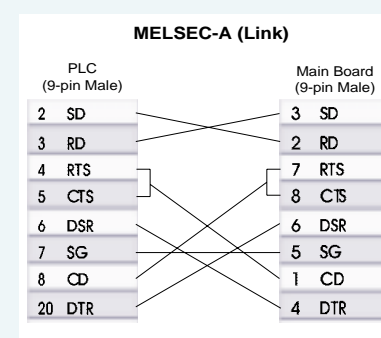 MELSEC-A (Link)
PLC
(9-pin Male)
Main Board
(9-pin Male)
2 SD 3 SD
3 RD 2 RD
4 RTS 7 RTS
5 CTS 8 CTS
6 DSR 6 DSR
7 SG 5 SG
8 CD 1 CD
20 DTR 4 DTR